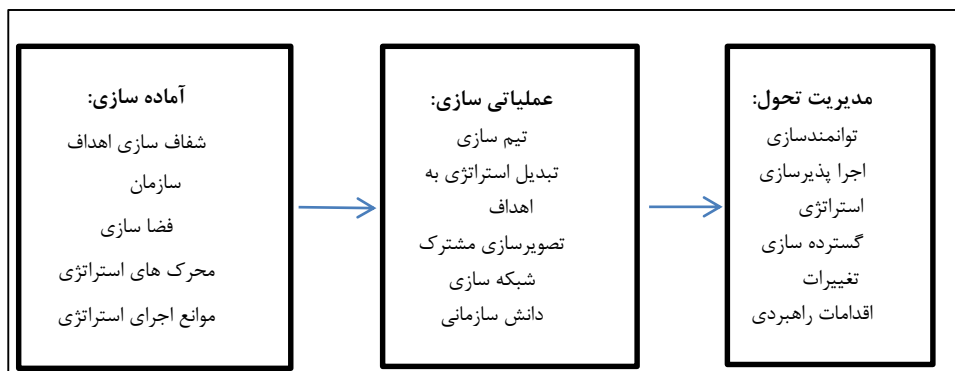 آماده سازی:
شفاف سازی اهداف
سازمان
فضا سازی
محرک های استراتژی
موانع اجرای استراتژی
عملیاتی سازی:
تیم سازی
تبدیل استراتژی به
اهداف
تصویرسازی مشترک
شبکه سازی
دانش سازمانی
مدیریت تحول:
توانمندسازی
اجرا پذیرسازی
استراتژی
گسترده سازی
تغییرات
اقدامات راهبردی